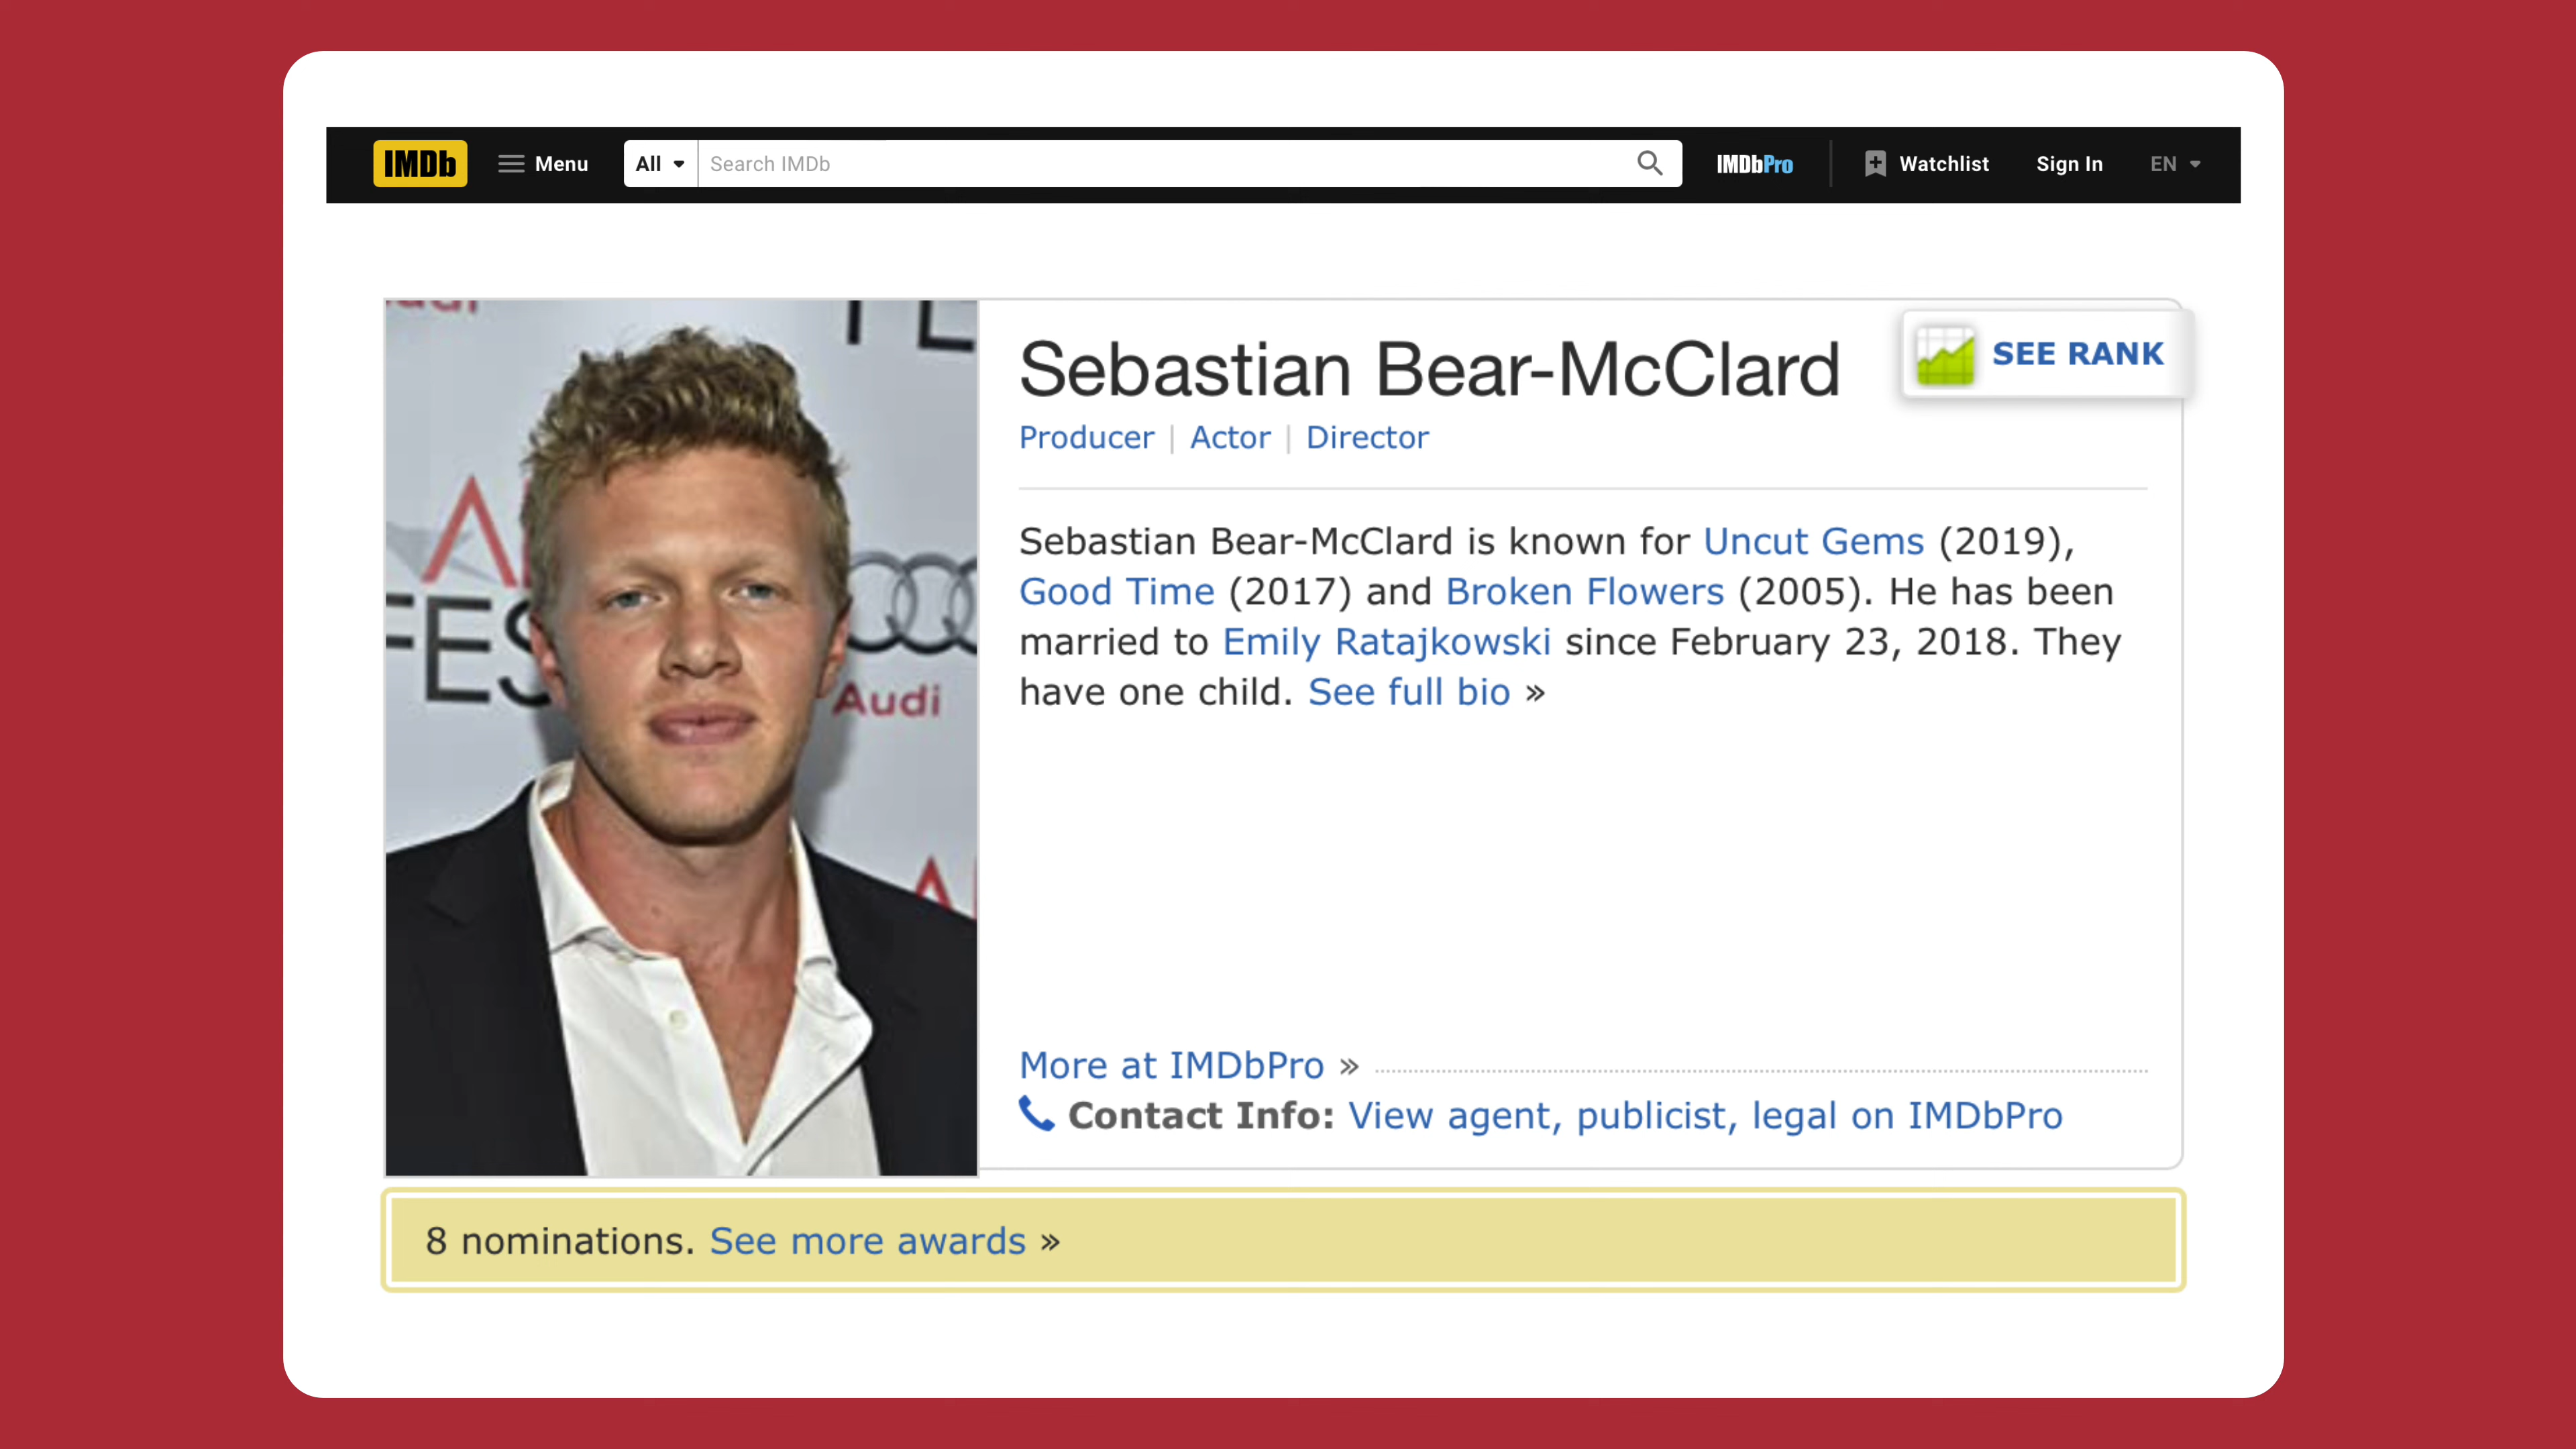 IMDb Menu All Search IMDb IMDbPro Watchlist Sign In EN
FES
Audi
Sebastian Bear-McClard
SEE RANK
Producer | Actor | Director
Sebastian Bear-McClard is known for Uncut Gems (2019),
Good Time (2017) and Broken Flowers (2005). He has been
married to Emily Ratajkowski since February 23, 2018. They
have one child. See full bio »
More at IMDbPro »
Contact Info: View agent, publicist, legal on IMDbPro
8 nominations. See more awards »